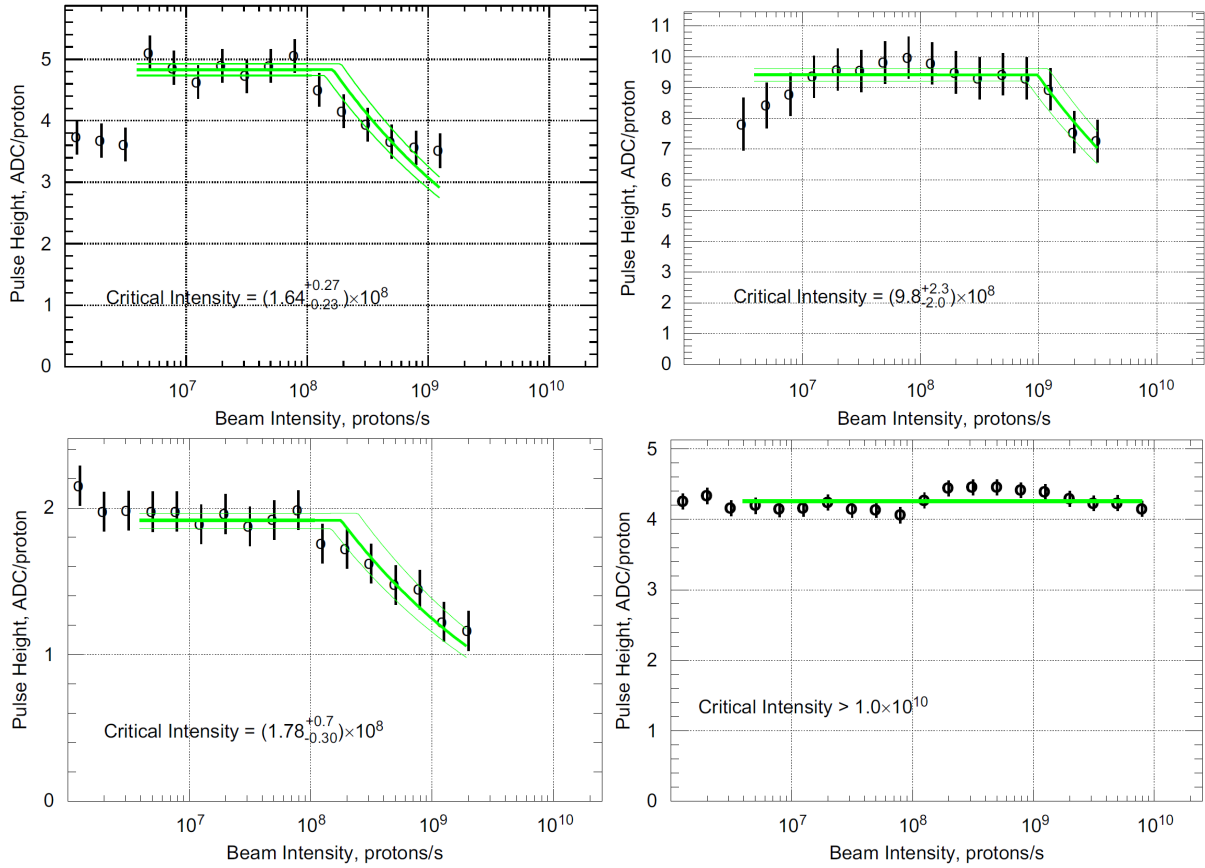 Pulse Height, ADC/proton
5
4
3
2
1
0
Critical Intensity = (1.64 +0.27 -0.23)×10^8
10^7 10^8 10^9 10^10
Beam Intensity, protons/s
Pulse Height, ADC/proton
11
10
9
8
7
6
5
4
3
2
1
0
Critical Intensity = (9.8 +2.3 -2.0)×10^8
10^7 10^8 10^9 10^10
Beam Intensity, protons/s
Pulse Height, ADC/proton
2
1
0
Critical Intensity = (1.78 +0.7 -0.30)×10^8
10^7 10^8 10^9 10^10
Beam Intensity, protons/s
Pulse Height, ADC/proton
5
4
3
2
1
0
Critical Intensity > 1.0×10^10
10^7 10^8 10^9 10^10
Beam Intensity, protons/s